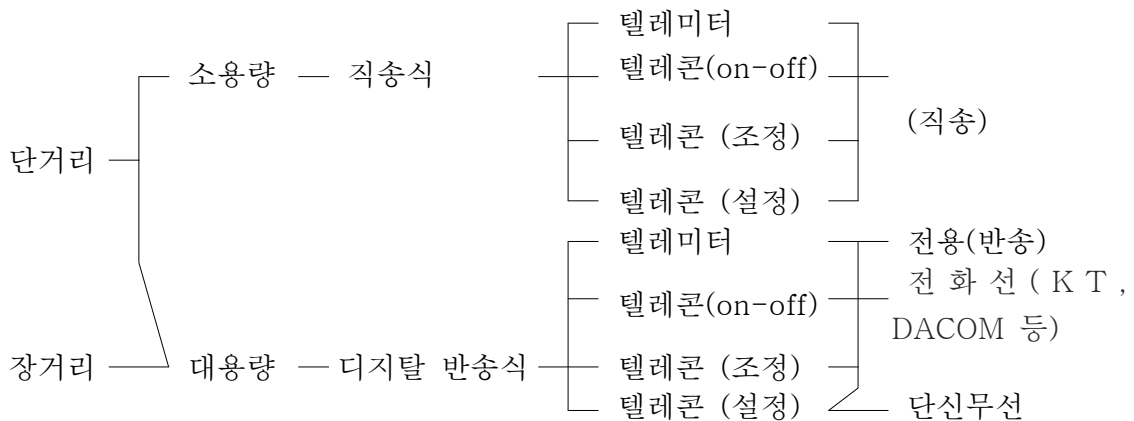 텔레미터
소용량 직송식 텔레콘(on-off)
(직송)
단거리 텔레콘 (조정)
텔레콘 (설정)
텔레미터 전용(반송)
전화선(KT,
텔레콘(on-off)
DACOM 등)
장거리 대용량 디지탈 반송식 텔레콘 (조정)
텔레콘 (설정) 단신무선